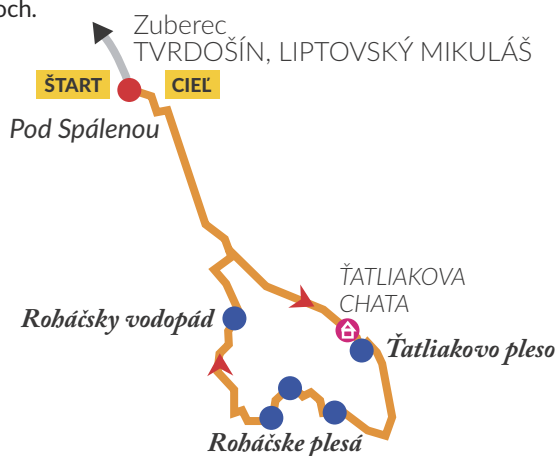 och.
Zuberec
TVRDOŠÍN, LIPTOVSKÝ MIKULÁŠ
ŠTART
CIEĽ
Pod Spálenou
ŤATLIAKOVA
CHATA
Roháčsky vodopád
Ťatliakovo pleso
Roháčske plesá